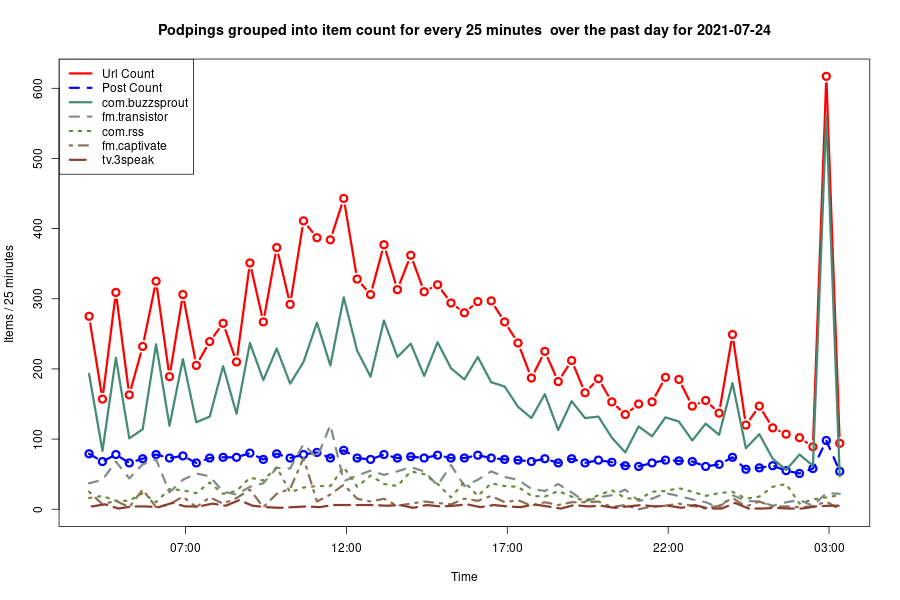 Podpings grouped into item count for every 25 minutes  over the past day for 2021-07-24
Url Count
Post Count
com.buzzsprout
fm.transistor
com.rss
fm.captivate
tv.3speak
Items / 25 minutes
600
500
400
300
200
100
0
07:00 12:00 17:00 22:00 03:00
Time